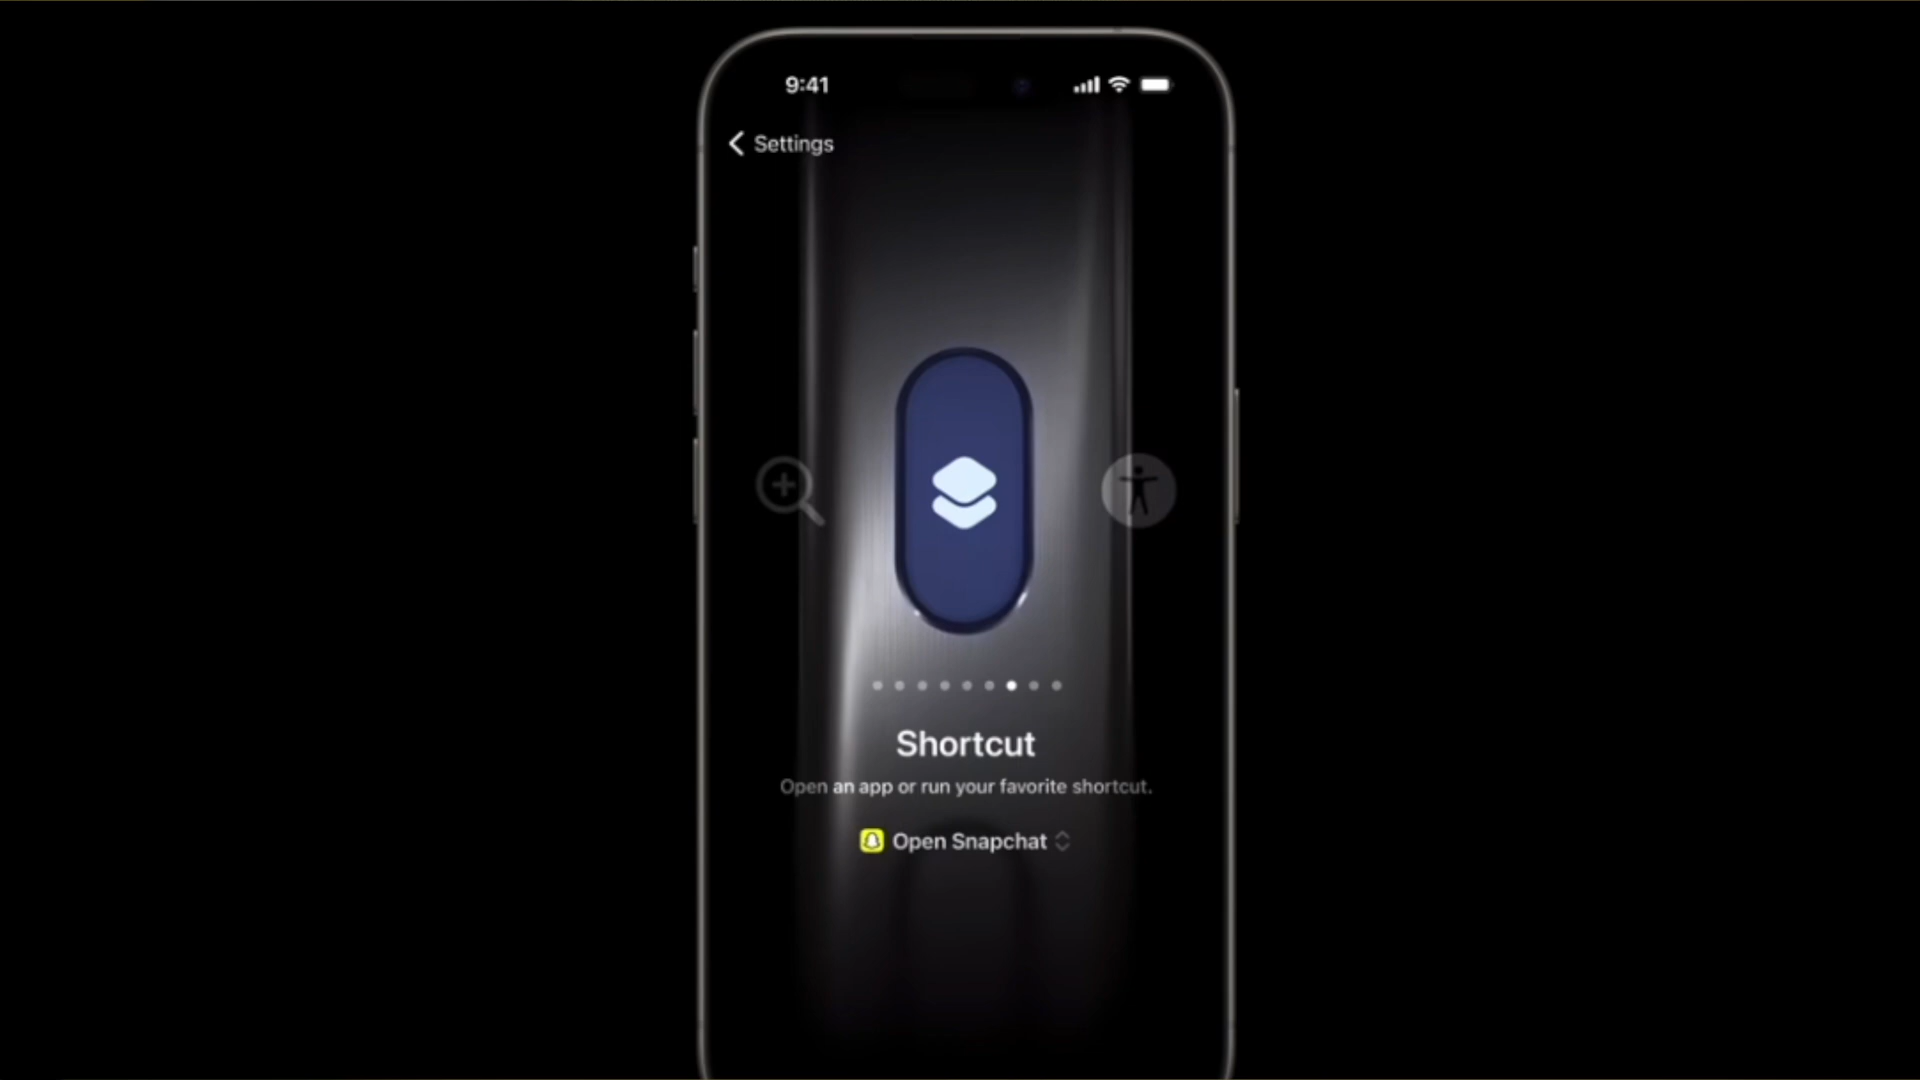 9:41
Settings
Shortcut
Open an app or run your favorite shortcut.
Open Snapchat